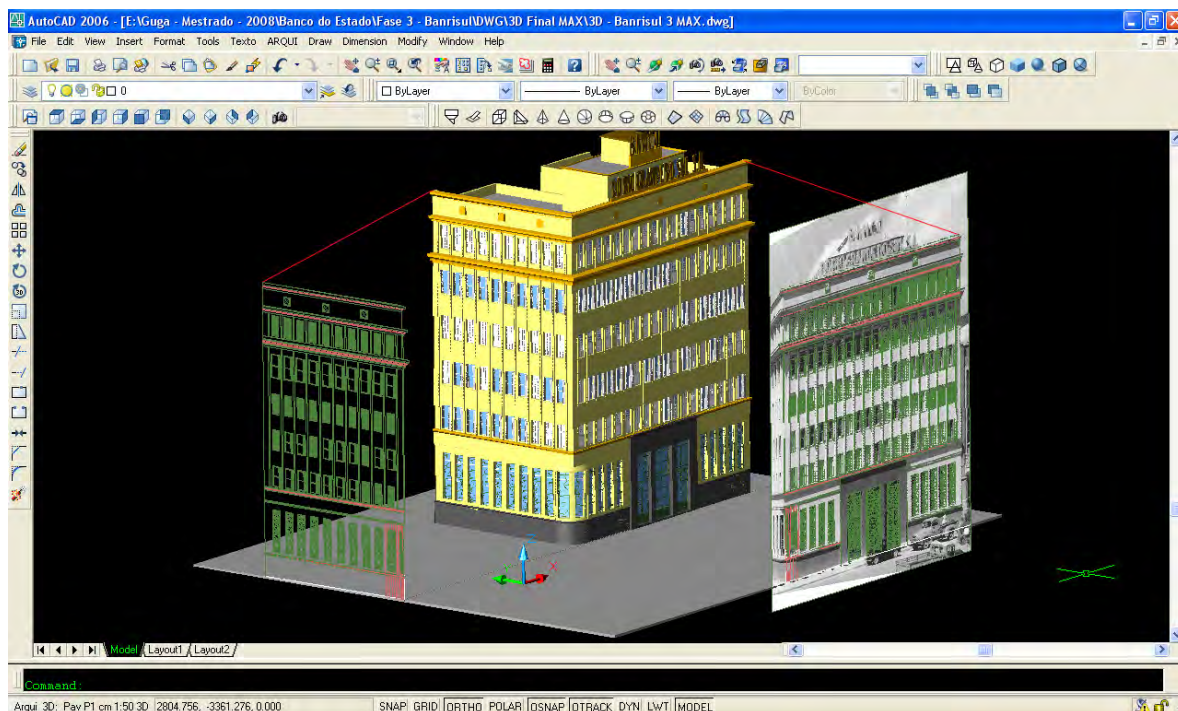 AutoCAD 2006 - [E:\Guga - Mestrado - 2008\Banco do Estado\Fase 3 - Banrisul\DWG\3D Final MAX\3D - Banrisul 3 MAX.dwg]
File Edit View Insert Format Tools Texto ARQUI Draw Dimension Modify Window Help
0 ByLayer ByLayer ByLayer ByColor
Z
Y X
Model Layout1 Layout2
Command:
Arqui 3D: Pav P1 cm 1:50 3D 2804.756, -3361.276, 0.000 SNAP GRID ORTHO POLAR OSNAP OTRACK DYN LWT MODEL